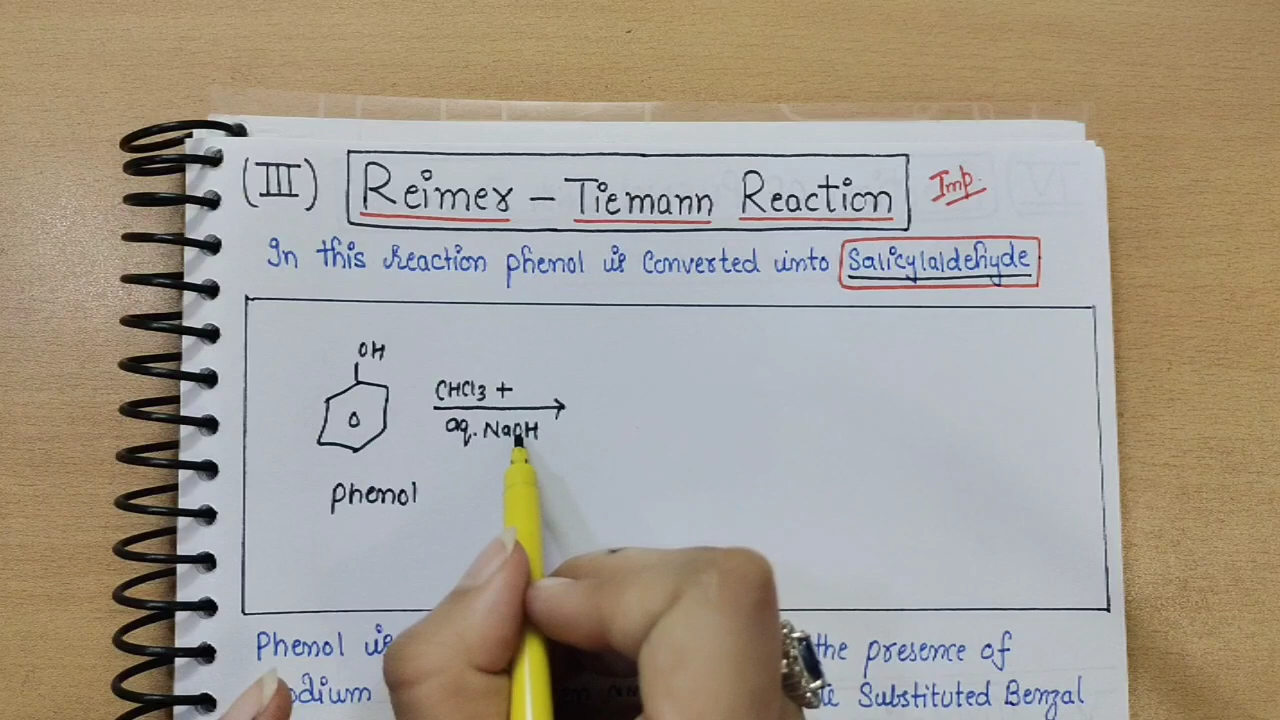 (III) Reimer - Tiemann Reaction Imp.
In this reaction phenol is Converted into Salicylaldehyde
OH
CHCl3 +
aq. NaOH
phenol
Phenol is the presence of
Substituted Benzal